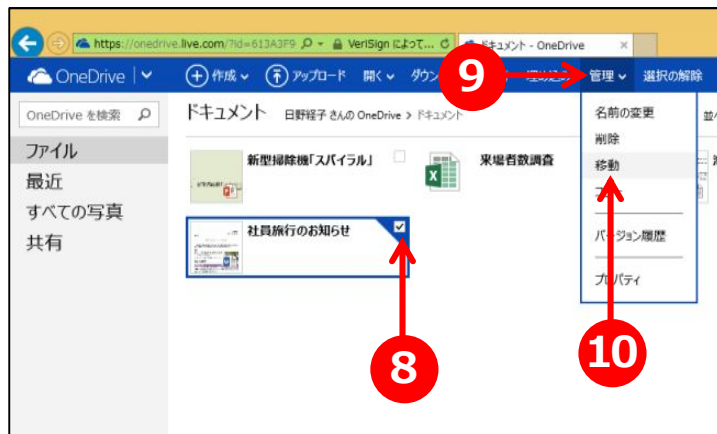 https://onedrive.live.com/?id=613A3F9
VeriSign によって...
ドキュメント - OneDrive
OneDrive
作成
アップロード
開く
ダウン
管理
選択の解除
9
OneDrive を検索
ドキュメント
日野経子 さんの OneDrive > ドキュメント
名前の変更
削除
移動
バージョン履歴
プロパティ
ファイル
最近
すべての写真
共有
新型掃除機「スパイラル」
来場者数調査
社員旅行のお知らせ
8
10